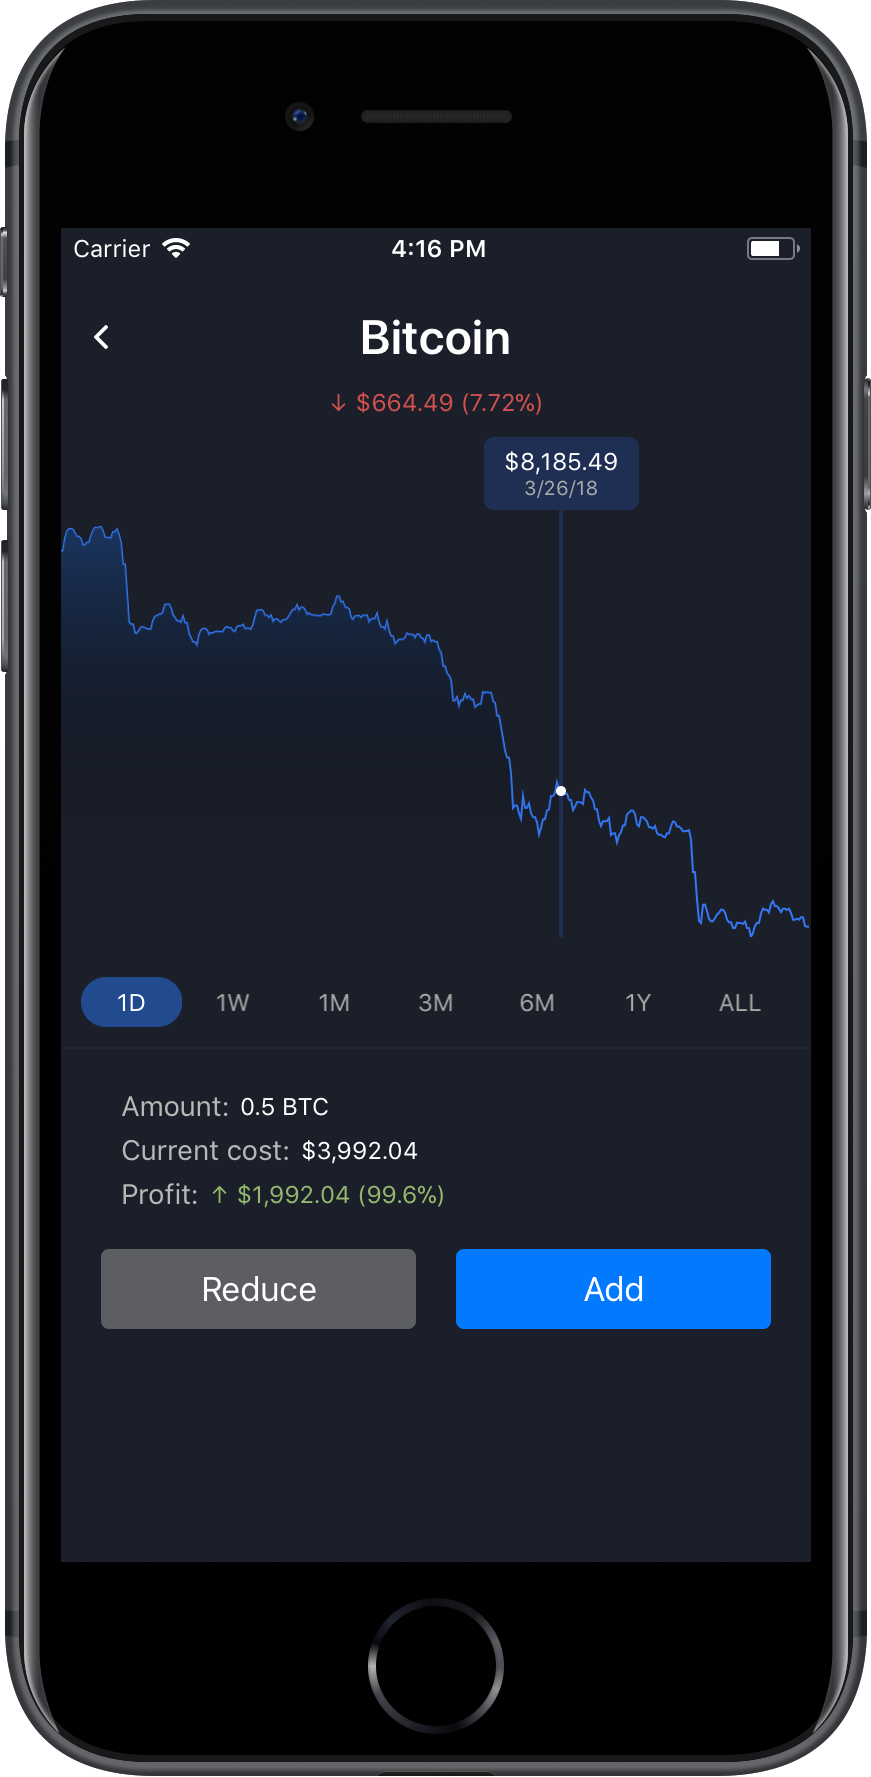 Carrier 4:16 PM
Bitcoin
↓ $664.49 (7.72%)
$8,185.49
3/26/18
1D 1W 1M 3M 6M 1Y ALL
Amount: 0.5 BTC
Current cost: $3,992.04
Profit: ↑ $1,992.04 (99.6%)
Reduce Add